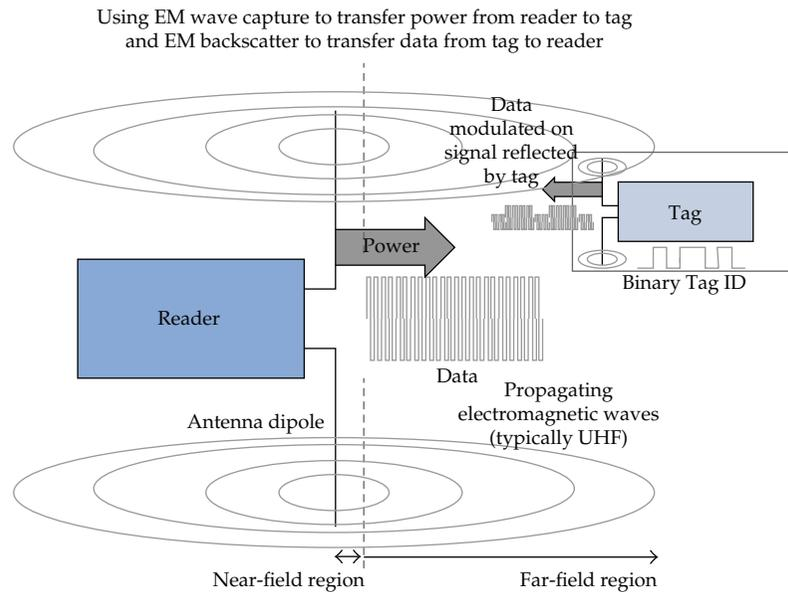 Using EM wave capture to transfer power from reader to tag
and EM backscatter to transfer data from tag to reader
Data
modulated on
signal reflected
by tag
Tag
Power
Binary Tag ID
Reader
Data
Propagating
electromagnetic waves
(typically UHF)
Antenna dipole
Near-field region
Far-field region